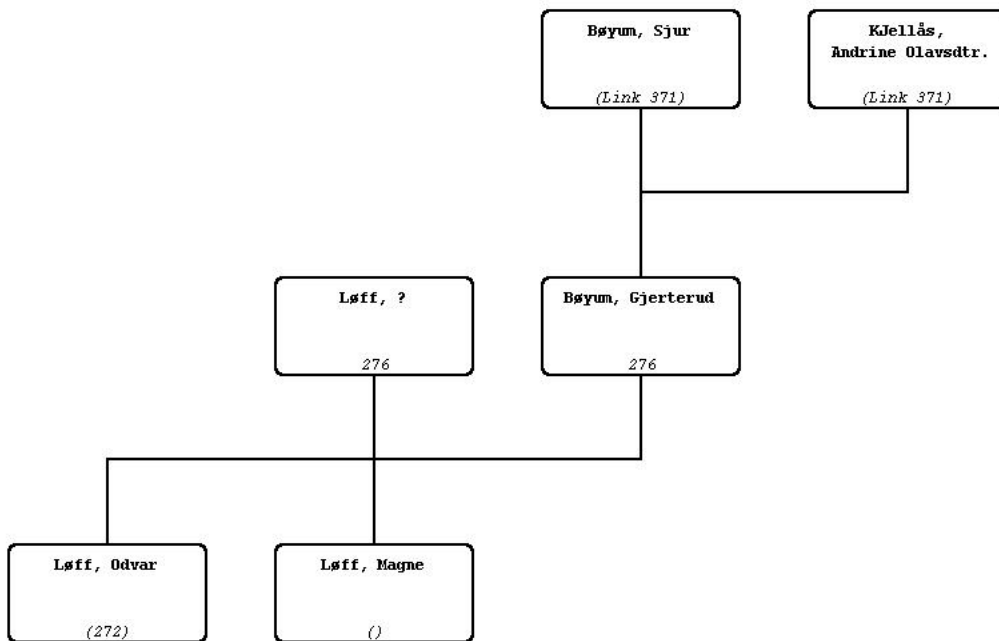 Bøyum, Sjur
(Link 371)
KJellås,
Andrine Olavsdtr.
(Link 371)
Løff, ?
276
Bøyum, Gjerterud
276
Løff, Odvar
(272)
Løff, Magne
()